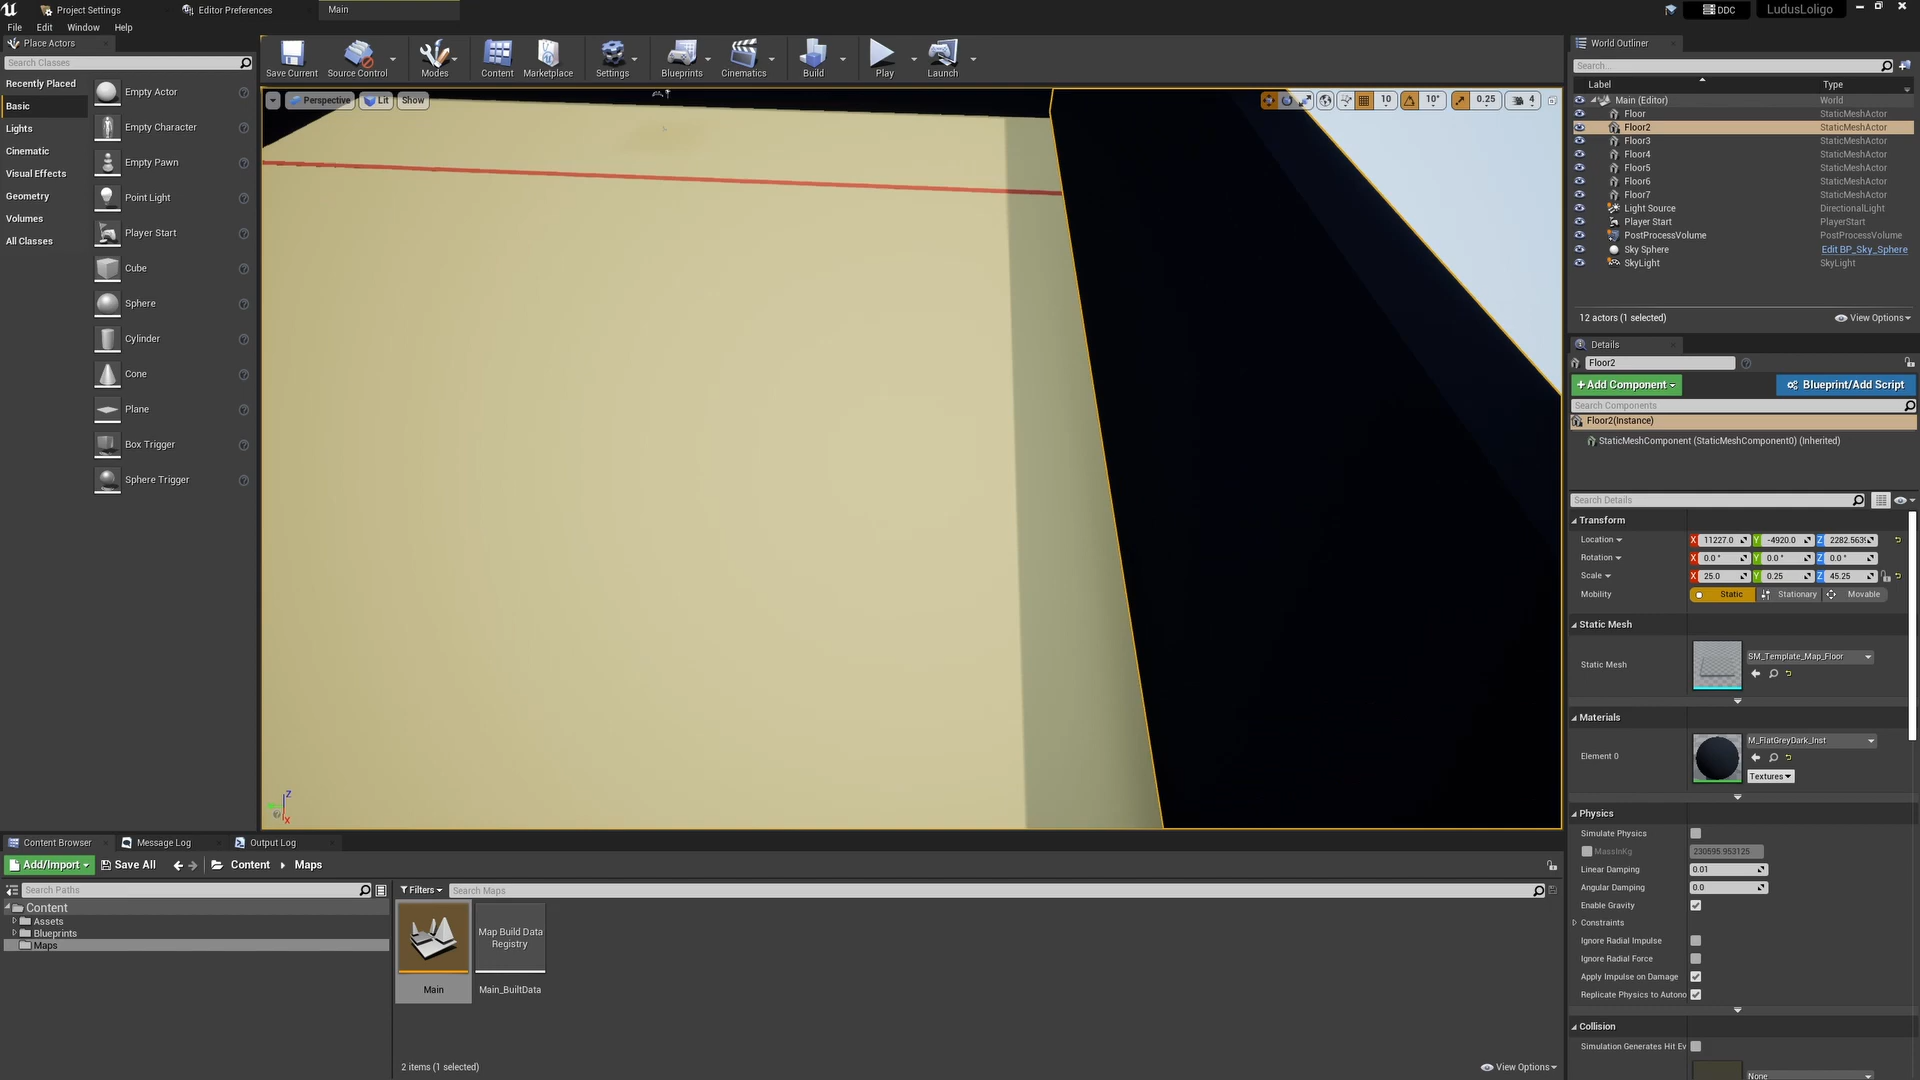 Project Settings
Editor Preferences
Main
DDC
LudusLoligo
File Edit Window Help
Place Actors
Search Classes
Recently Placed
Basic
Lights
Cinematic
Visual Effects
Geometry
Volumes
All Classes
Empty Actor
Empty Character
Empty Pawn
Point Light
Player Start
Cube
Sphere
Cylinder
Cone
Plane
Box Trigger
Sphere Trigger
Save Current
Source Control
Modes
Content
Marketplace
Settings
Blueprints
Cinematics
Build
Play
Launch
Perspective
Lit
Show
10
10°
0.25
4
Z
X
World Outliner
Search...
Label Type
Main (Editor) World
Floor StaticMeshActor
Floor2 StaticMeshActor
Floor3 StaticMeshActor
Floor4 StaticMeshActor
Floor5 StaticMeshActor
Floor6 StaticMeshActor
Floor7 StaticMeshActor
Light Source DirectionalLight
Player Start PlayerStart
PostProcessVolume PostProcessVolume
Sky Sphere Edit BP_Sky_Sphere
SkyLight SkyLight
12 actors (1 selected)
View Options
Details
Floor2
+Add Component
Blueprint/Add Script
Search Components
Floor2(Instance)
StaticMeshComponent (StaticMeshComponent0) (Inherited)
Search Details
Transform
Location X 11227.0 Y -4920.0 Z
Rotation X 0.0 ° Y 0.0 ° Z 0.0 °
Scale X 25.0 Y 0.25 Z 45.25
Mobility Static Stationary Movable
Static Mesh
Static Mesh
SM_Template_Map_Floor
Materials
Element 0
M_FlatGreyDark_Inst
Textures
Physics
Simulate Physics
MassInKg 230595.953125
Linear Damping 0.01
Angular Damping 0.0
Enable Gravity
Constraints
Ignore Radial Impulse
Ignore Radial Force
Apply Impulse on Damage
Replicate Physics to Autono
Collision
Simulation Generates Hit Ev
None
Content Browser
Message Log
Output Log
Add/Import
Save All
Content
Maps
Search Paths
Content
Assets
Blueprints
Maps
Filters
Search Maps
Map Build Data
Registry
Main
Main_BuiltData
2 items (1 selected)
View Options